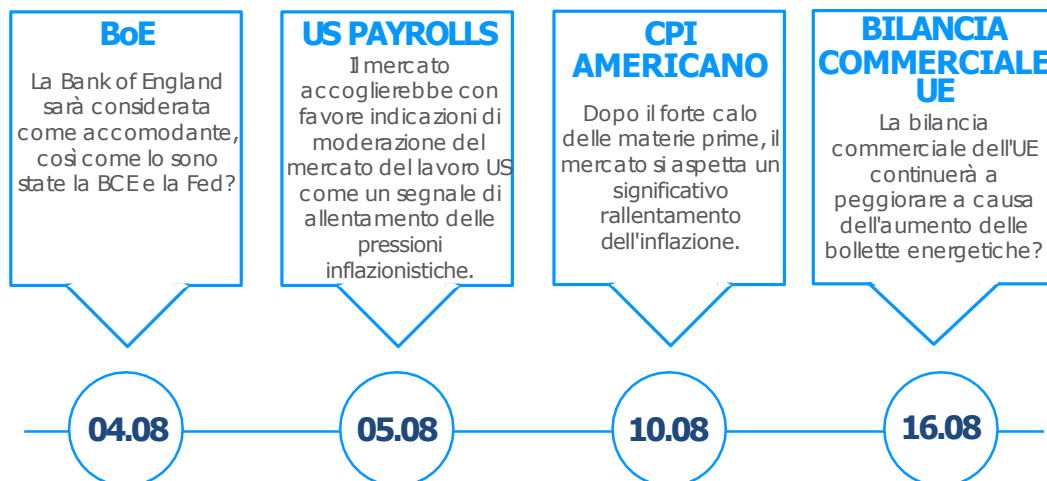 BoE
La Bank of England
sarà considerata
come accomodante,
così come lo sono
state la BCE e la Fed?
US PAYROLLS
Il mercato
accoglierebbe con
favore indicazioni di
moderazione del
mercato del lavoro US
come un segnale di
allentamento delle
pressioni
inflazionistiche.
CPI
AMERICANO
Dopo il forte calo
delle materie prime, il
mercato si aspetta un
significativo
rallentamento
dell'inflazione.
BILANCIA
COMMERCIALE
UE
La bilancia
commerciale dell'UE
continuerà a
peggiorare a causa
dell'aumento delle
bollette energetiche?
04.08
05.08
10.08
16.08